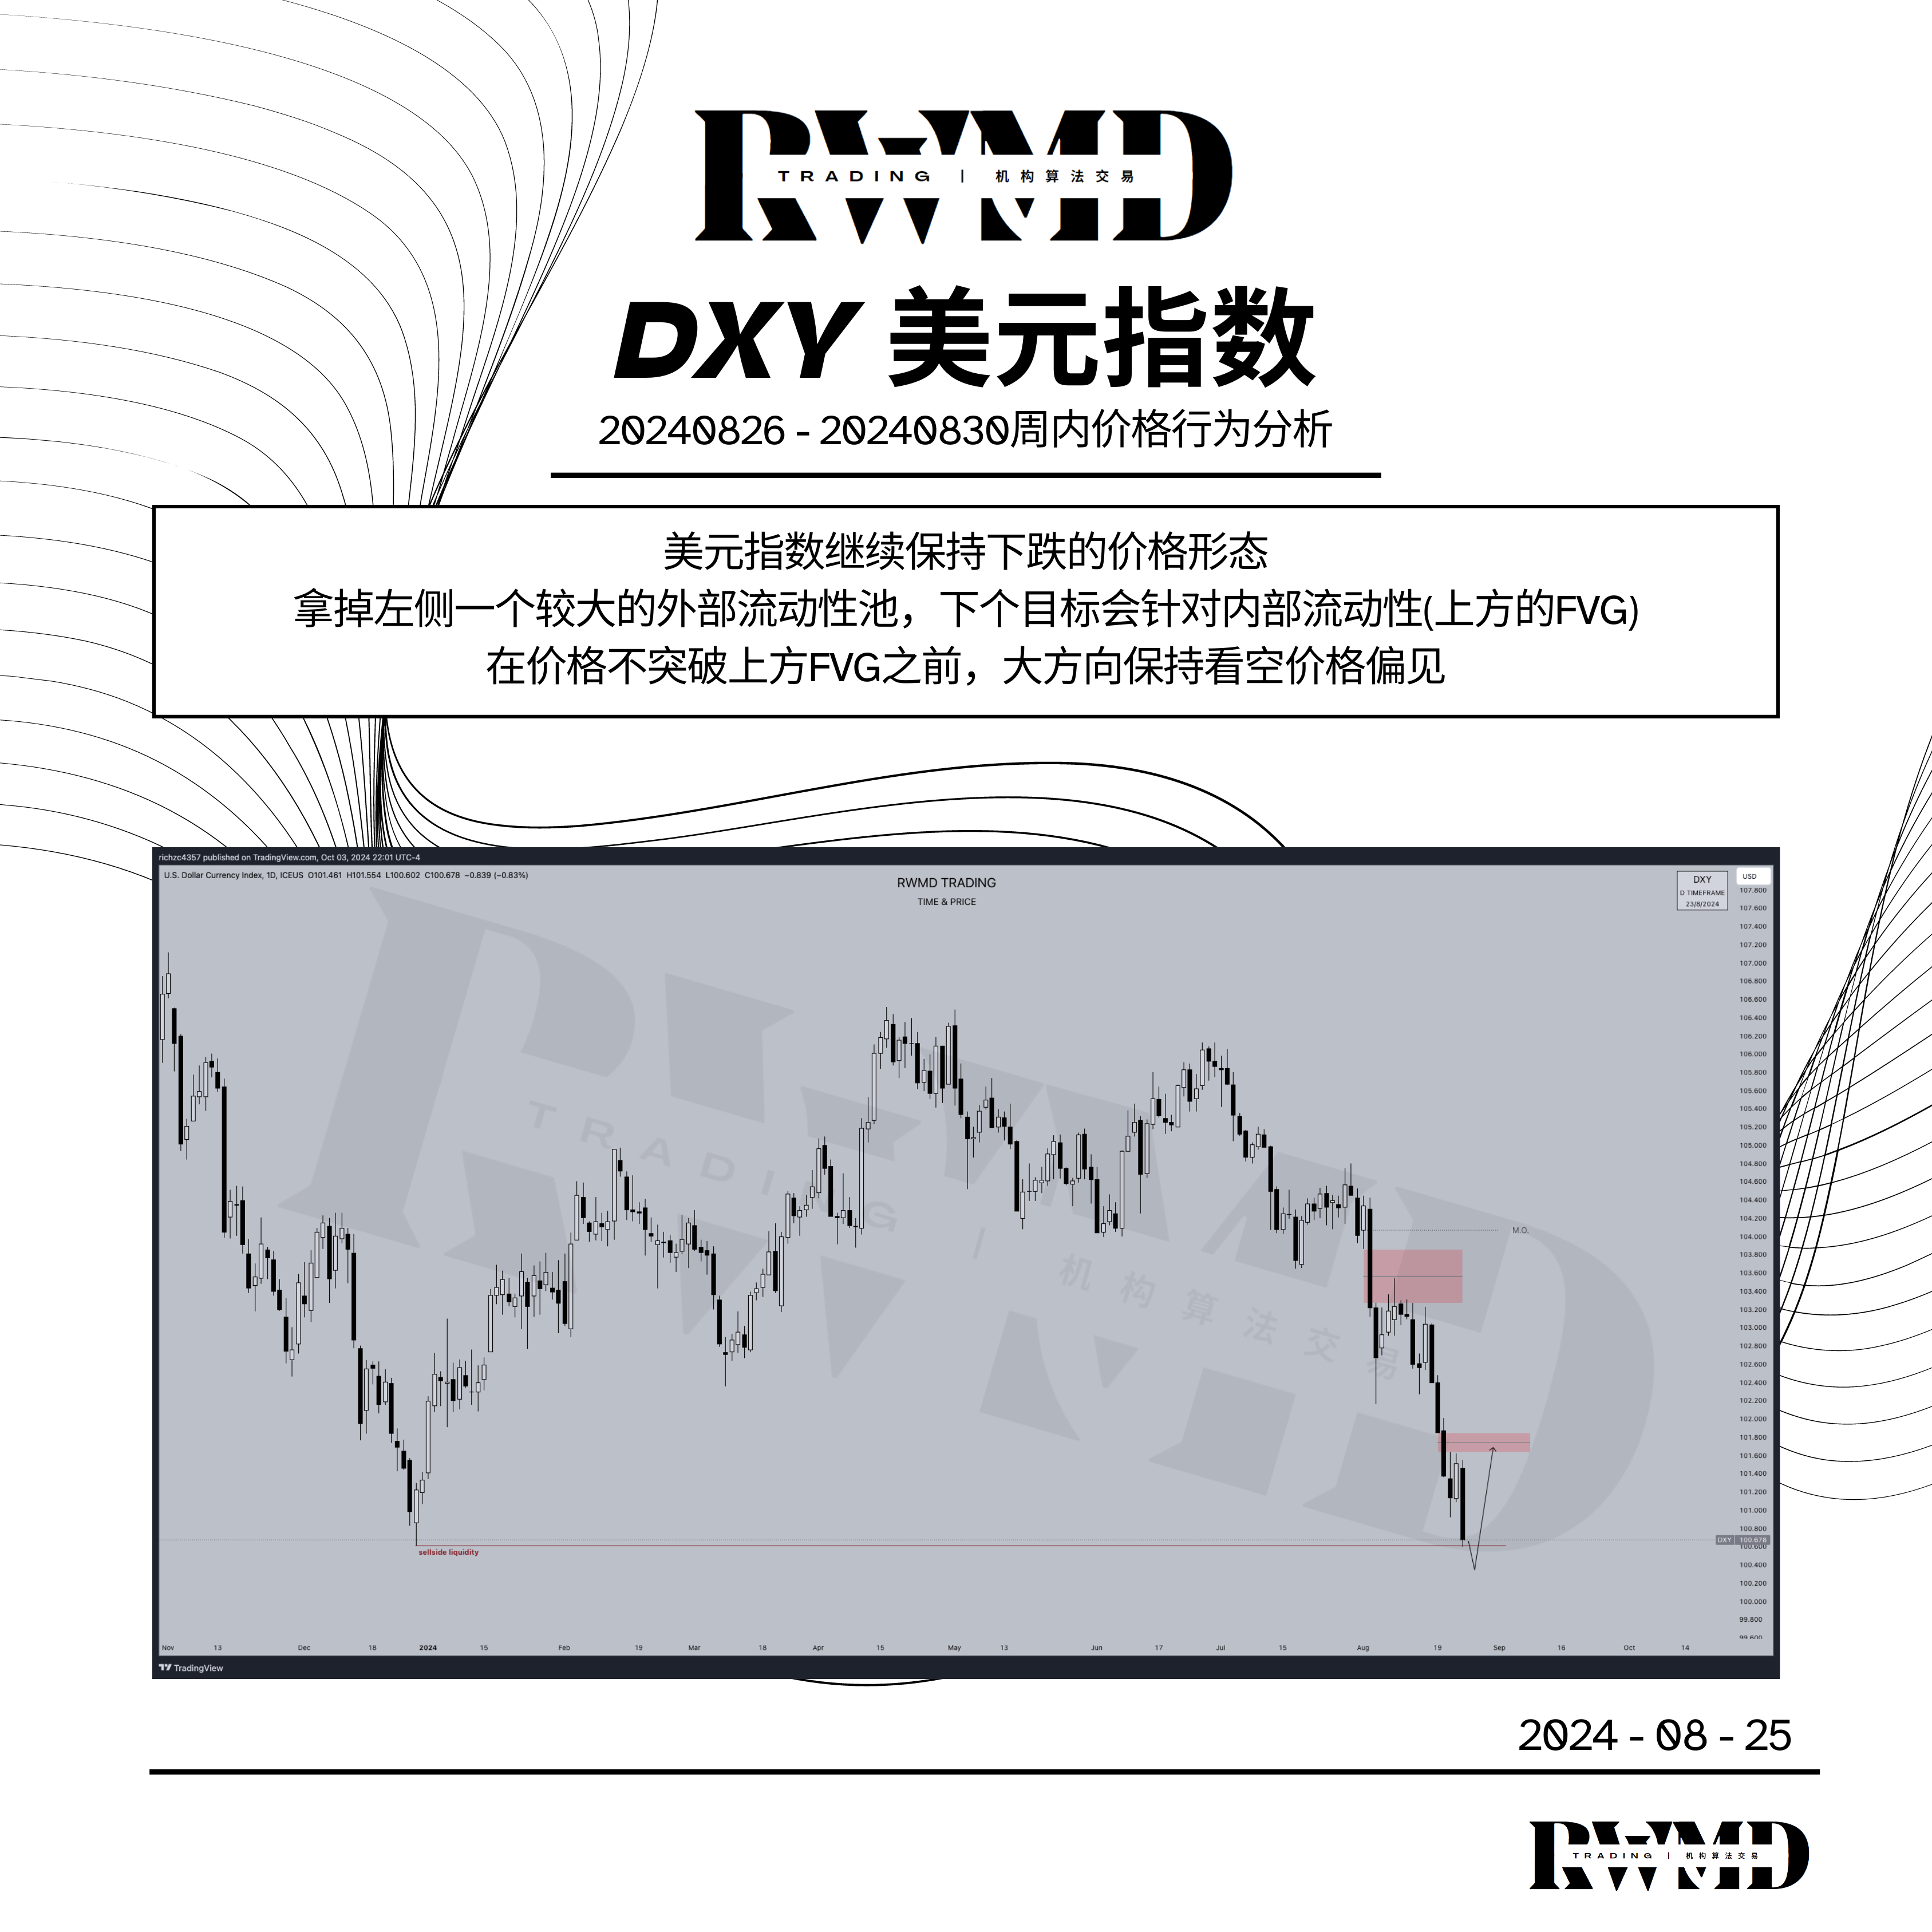 RWMD
TRADING | 机构算法交易
DXY 美元指数
20240826 - 20240830周内价格行为分析
美元指数继续保持下跌的价格形态
拿掉左侧一个较大的外部流动性池，下个目标会针对内部流动性(上方的FVG)
在价格不突破上方FVG之前，大方向保持看空价格偏见
richzc4357 published on TradingView.com, Oct 03, 2024 22:01 UTC-4
U.S. Dollar Currency Index, 1D, ICEUS O101.461 H101.554 L100.602 C100.678 −0.839 (−0.83%)
RWMD TRADING
TIME & PRICE
DXY
D TIMEFRAME
23/8/2024
USD
107.800
107.600
107.400
107.200
107.000
106.800
106.600
106.400
106.200
106.000
105.800
105.600
105.400
105.200
105.000
104.800
104.600
104.400
104.200
104.000
103.800
103.600
103.400
103.200
103.000
102.800
102.600
102.400
102.200
102.000
101.800
101.600
101.400
101.200
101.000
100.800
DXY 100.678
100.600
100.400
100.200
100.000
99.800
99.600
RWMD
TRADING | 机构算法交易
M.O.
sellside liquidity
Nov 13 Dec 18 2024 15 Feb 19 Mar 18 Apr 15 May 13 Jun 17 Jul 15 Aug 19 Sep 16 Oct 14
TradingView
2024 - 08 - 25
RWMD
TRADING | 机构算法交易